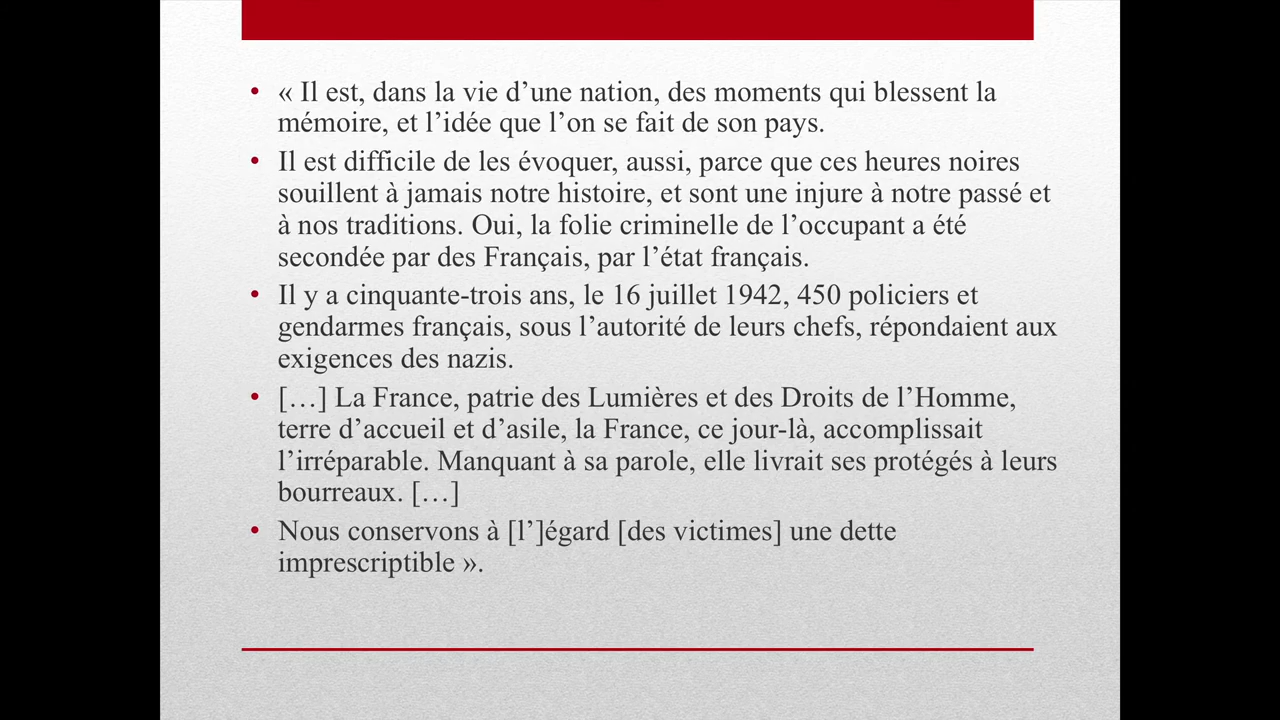 • « Il est, dans la vie d’une nation, des moments qui blessent la
mémoire, et l’idée que l’on se fait de son pays.
• Il est difficile de les évoquer, aussi, parce que ces heures noires
souillent à jamais notre histoire, et sont une injure à notre passé et
à nos traditions. Oui, la folie criminelle de l’occupant a été
secondée par des Français, par l’état français.
• Il y a cinquante-trois ans, le 16 juillet 1942, 450 policiers et
gendarmes français, sous l’autorité de leurs chefs, répondaient aux
exigences des nazis.
• […] La France, patrie des Lumières et des Droits de l’Homme,
terre d’accueil et d’asile, la France, ce jour-là, accomplissait
l’irréparable. Manquant à sa parole, elle livrait ses protégés à leurs
bourreaux. […]
• Nous conservons à [l’]égard [des victimes] une dette
imprescriptible ».